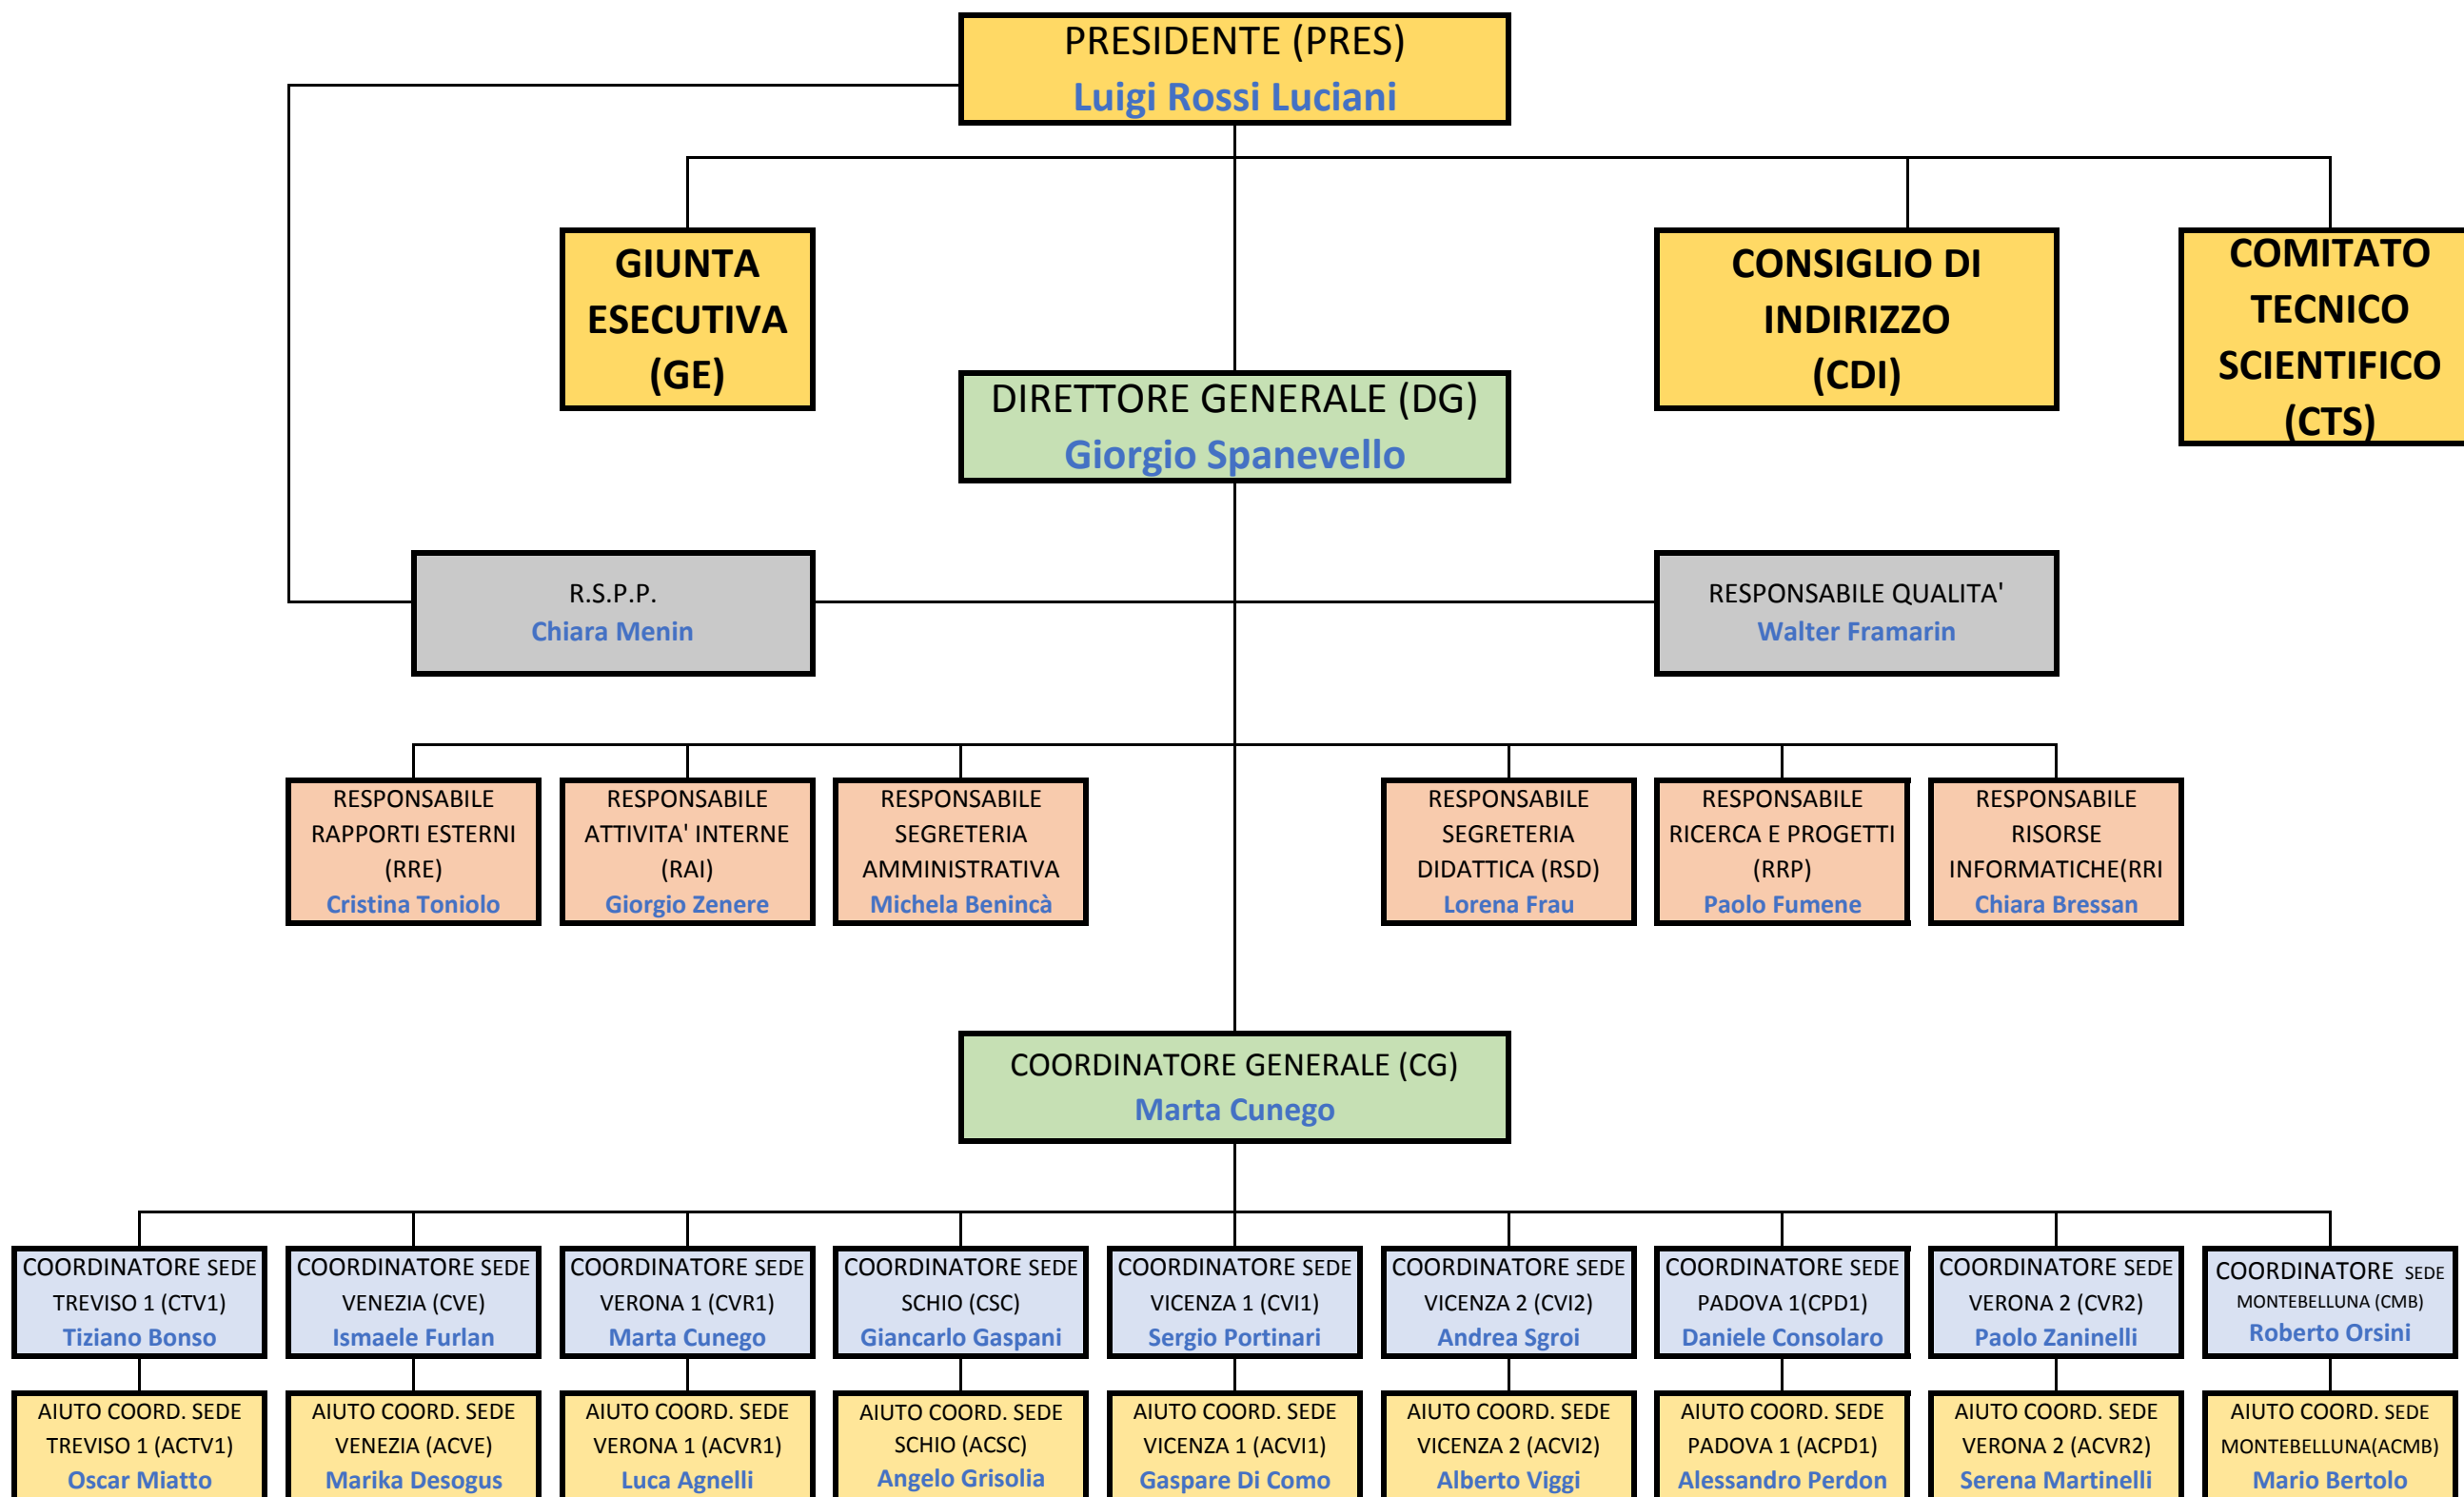 PRESIDENTE (PRES)
Luigi Rossi Luciani
GIUNTA
ESECUTIVA
(GE)
CONSIGLIO DI
INDIRIZZO
(CDI)
COMITATO
TECNICO
SCIENTIFICO
(CTS)
DIRETTORE GENERALE (DG)
Giorgio Spanevello
R.S.P.P.
Chiara Menin
RESPONSABILE QUALITA'
Walter Framarin
RESPONSABILE
RAPPORTI ESTERNI
(RRE)
Cristina Toniolo
RESPONSABILE
ATTIVITA' INTERNE
(RAI)
Giorgio Zenere
RESPONSABILE
SEGRETERIA
AMMINISTRATIVA
Michela Benincà
RESPONSABILE
SEGRETERIA
DIDATTICA (RSD)
Lorena Frau
RESPONSABILE
RICERCA E PROGETTI
(RRP)
Paolo Fumene
RESPONSABILE
RISORSE
INFORMATICHE(RRI
Chiara Bressan
COORDINATORE GENERALE (CG)
Marta Cunego
COORDINATORE SEDE
TREVISO 1 (CTV1)
Tiziano Bonso
COORDINATORE SEDE
VENEZIA (CVE)
Ismaele Furlan
COORDINATORE SEDE
VERONA 1 (CVR1)
Marta Cunego
COORDINATORE SEDE
SCHIO (CSC)
Giancarlo Gaspani
COORDINATORE SEDE
VICENZA 1 (CVI1)
Sergio Portinari
COORDINATORE SEDE
VICENZA 2 (CVI2)
Andrea Sgroi
COORDINATORE SEDE
PADOVA 1(CPD1)
Daniele Consolaro
COORDINATORE SEDE
VERONA 2 (CVR2)
Paolo Zaninelli
COORDINATORE SEDE
MONTEBELLUNA (CMB)
Roberto Orsini
AIUTO COORD. SEDE
TREVISO 1 (ACTV1)
Oscar Miatto
AIUTO COORD. SEDE
VENEZIA (ACVE)
Marika Desogus
AIUTO COORD. SEDE
VERONA 1 (ACVR1)
Luca Agnelli
AIUTO COORD. SEDE
SCHIO (ACSC)
Angelo Grisolia
AIUTO COORD. SEDE
VICENZA 1 (ACVI1)
Gaspare Di Como
AIUTO COORD. SEDE
VICENZA 2 (ACVI2)
Alberto Viggi
AIUTO COORD. SEDE
PADOVA 1 (ACPD1)
Alessandro Perdon
AIUTO COORD. SEDE
VERONA 2 (ACVR2)
Serena Martinelli
AIUTO COORD. SEDE
MONTEBELLUNA(ACMB)
Mario Bertolo